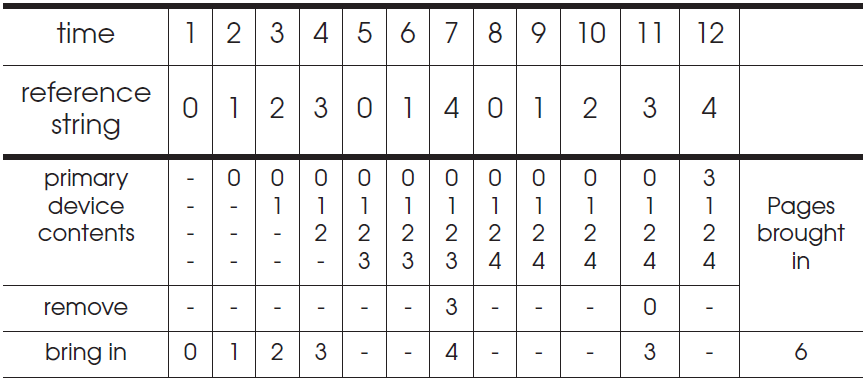 time 1 2 3 4 5 6 7 8 9 10 11 12
reference
string 0 1 2 3 0 1 4 0 1 2 3 4
primary - 0 0 0 0 0 0 0 0 0 0 3
device - - 1 1 1 1 1 1 1 1 1 1 Pages
contents - - - 2 2 2 2 2 2 2 2 2 brought
- - - - 3 3 3 4 4 4 4 4 in
remove - - - - - - 3 - - - 0 -
bring in 0 1 2 3 - - 4 - - - 3 - 6